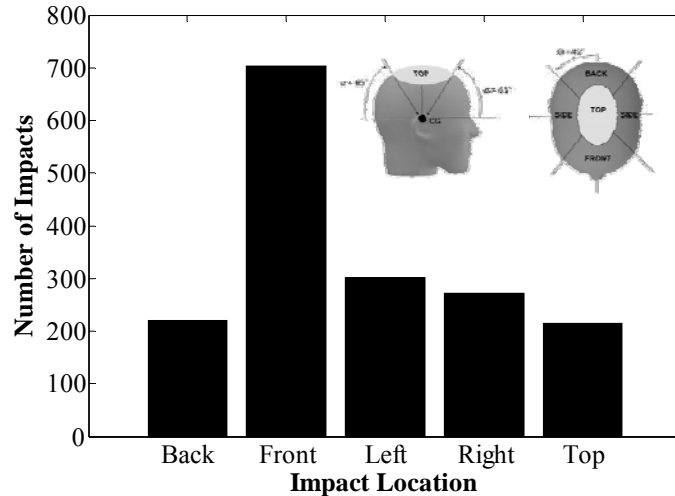 Number of Impacts
800
700
600
500
400
300
200
100
0
TOP
CG
BACK
TOP
SIDE
SIDE
FRONT
Back Front Left Right Top
Impact Location